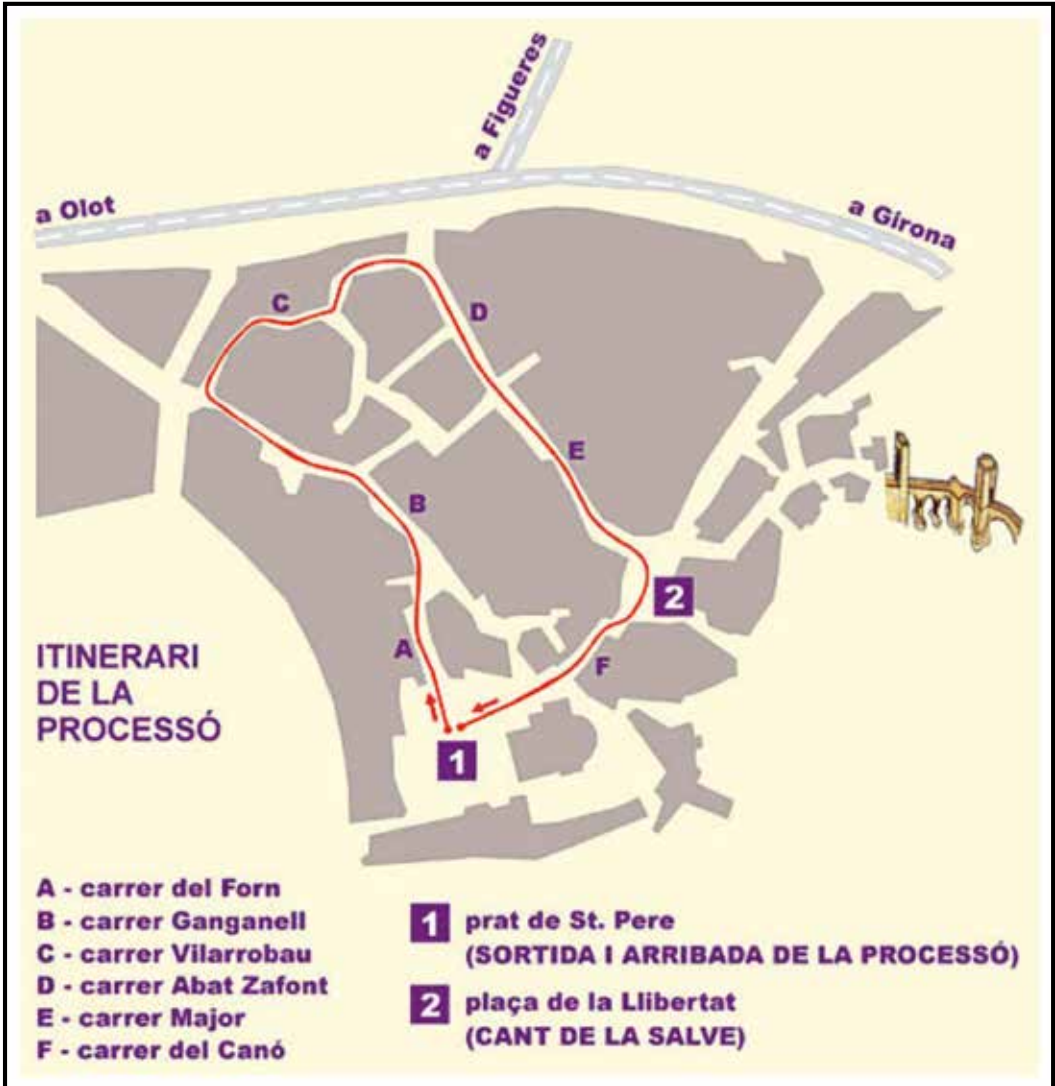 a Figueres
a Olot
a Girona
C
D
E
B
2
A
F
ITINERARI
DE LA
PROCESSÓ
1
A - carrer del Forn
B - carrer Ganganell
C - carrer Vilarrobau
D - carrer Abat Zafont
E - carrer Major
F - carrer del Canó
1 prat de St. Pere
(SORTIDA I ARRIBADA DE LA PROCESSÓ)
2 plaça de la Llibertat
(CANT DE LA SALVE)